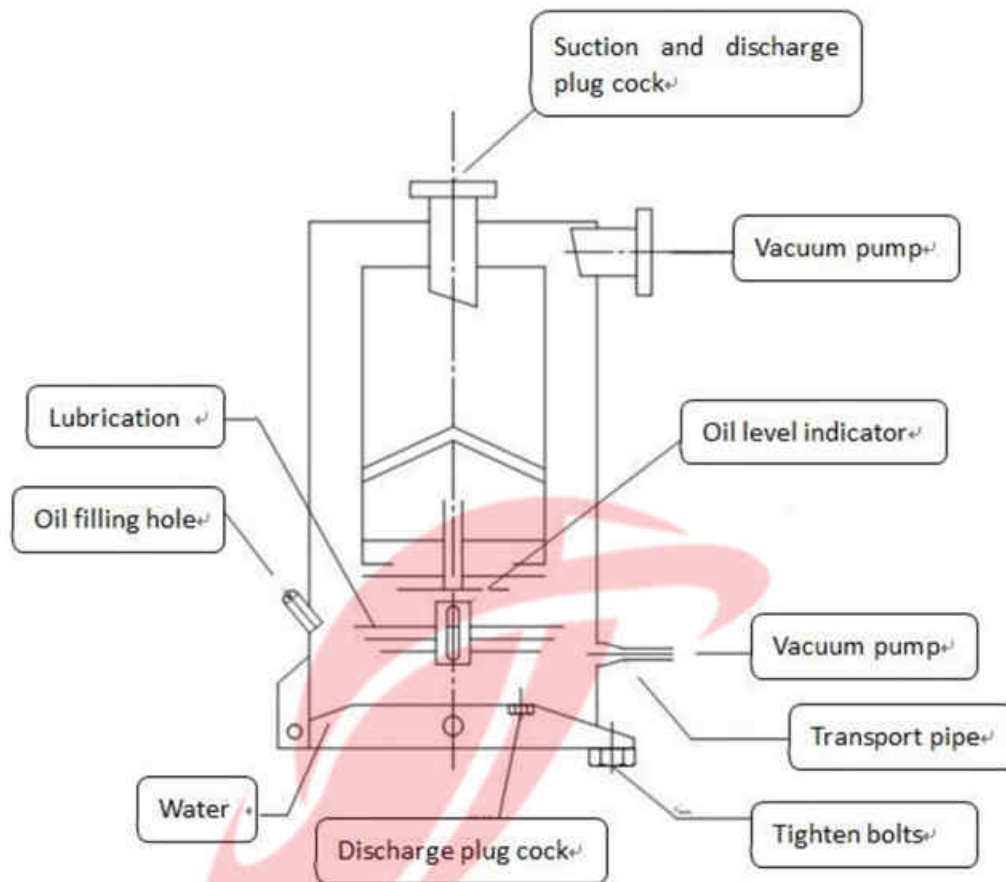 Suction and discharge
plug cock↵
Vacuum pump↵
Lubrication ↵
Oil level indicator↵
Oil filling hole↵
Vacuum pump↵
Transport pipe↵
Water
Discharge plug cock↵
Tighten bolts↵